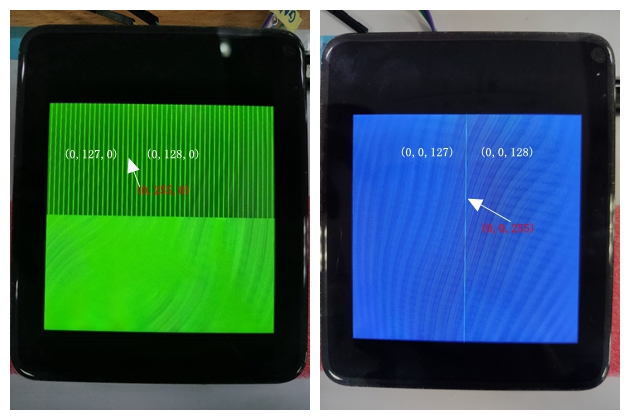 (0, 127, 0)
(0, 128, 0)
(0, 255, 0)
(0, 0, 127)
(0, 0, 128)
(0, 0, 255)